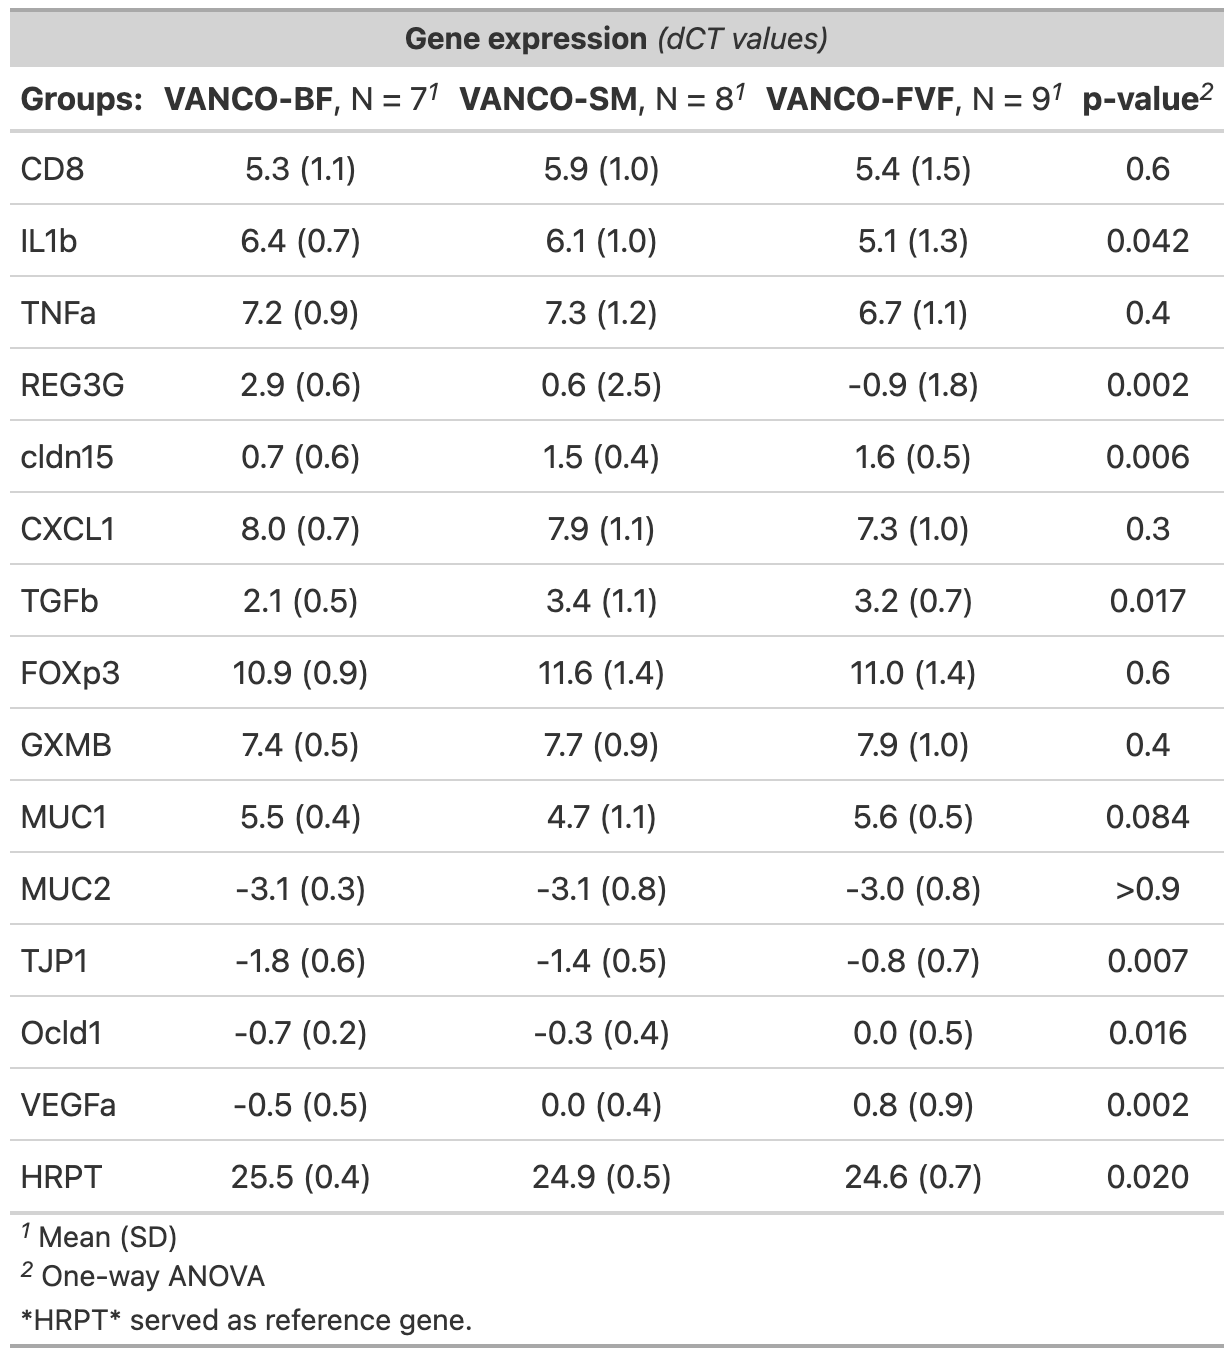 Gene expression (dCT values)
Groups: VANCO-BF, N = 7¹ VANCO-SM, N = 8¹ VANCO-FVF, N = 9¹ p-value²
CD8 5.3 (1.1) 5.9 (1.0) 5.4 (1.5) 0.6
IL1b 6.4 (0.7) 6.1 (1.0) 5.1 (1.3) 0.042
TNFa 7.2 (0.9) 7.3 (1.2) 6.7 (1.1) 0.4
REG3G 2.9 (0.6) 0.6 (2.5) -0.9 (1.8) 0.002
cldn15 0.7 (0.6) 1.5 (0.4) 1.6 (0.5) 0.006
CXCL1 8.0 (0.7) 7.9 (1.1) 7.3 (1.0) 0.3
TGFb 2.1 (0.5) 3.4 (1.1) 3.2 (0.7) 0.017
FOXp3 10.9 (0.9) 11.6 (1.4) 11.0 (1.4) 0.6
GXMB 7.4 (0.5) 7.7 (0.9) 7.9 (1.0) 0.4
MUC1 5.5 (0.4) 4.7 (1.1) 5.6 (0.5) 0.084
MUC2 -3.1 (0.3) -3.1 (0.8) -3.0 (0.8) >0.9
TJP1 -1.8 (0.6) -1.4 (0.5) -0.8 (0.7) 0.007
Ocld1 -0.7 (0.2) -0.3 (0.4) 0.0 (0.5) 0.016
VEGFa -0.5 (0.5) 0.0 (0.4) 0.8 (0.9) 0.002
HRPT 25.5 (0.4) 24.9 (0.5) 24.6 (0.7) 0.020
¹ Mean (SD)
² One-way ANOVA
*HRPT* served as reference gene.